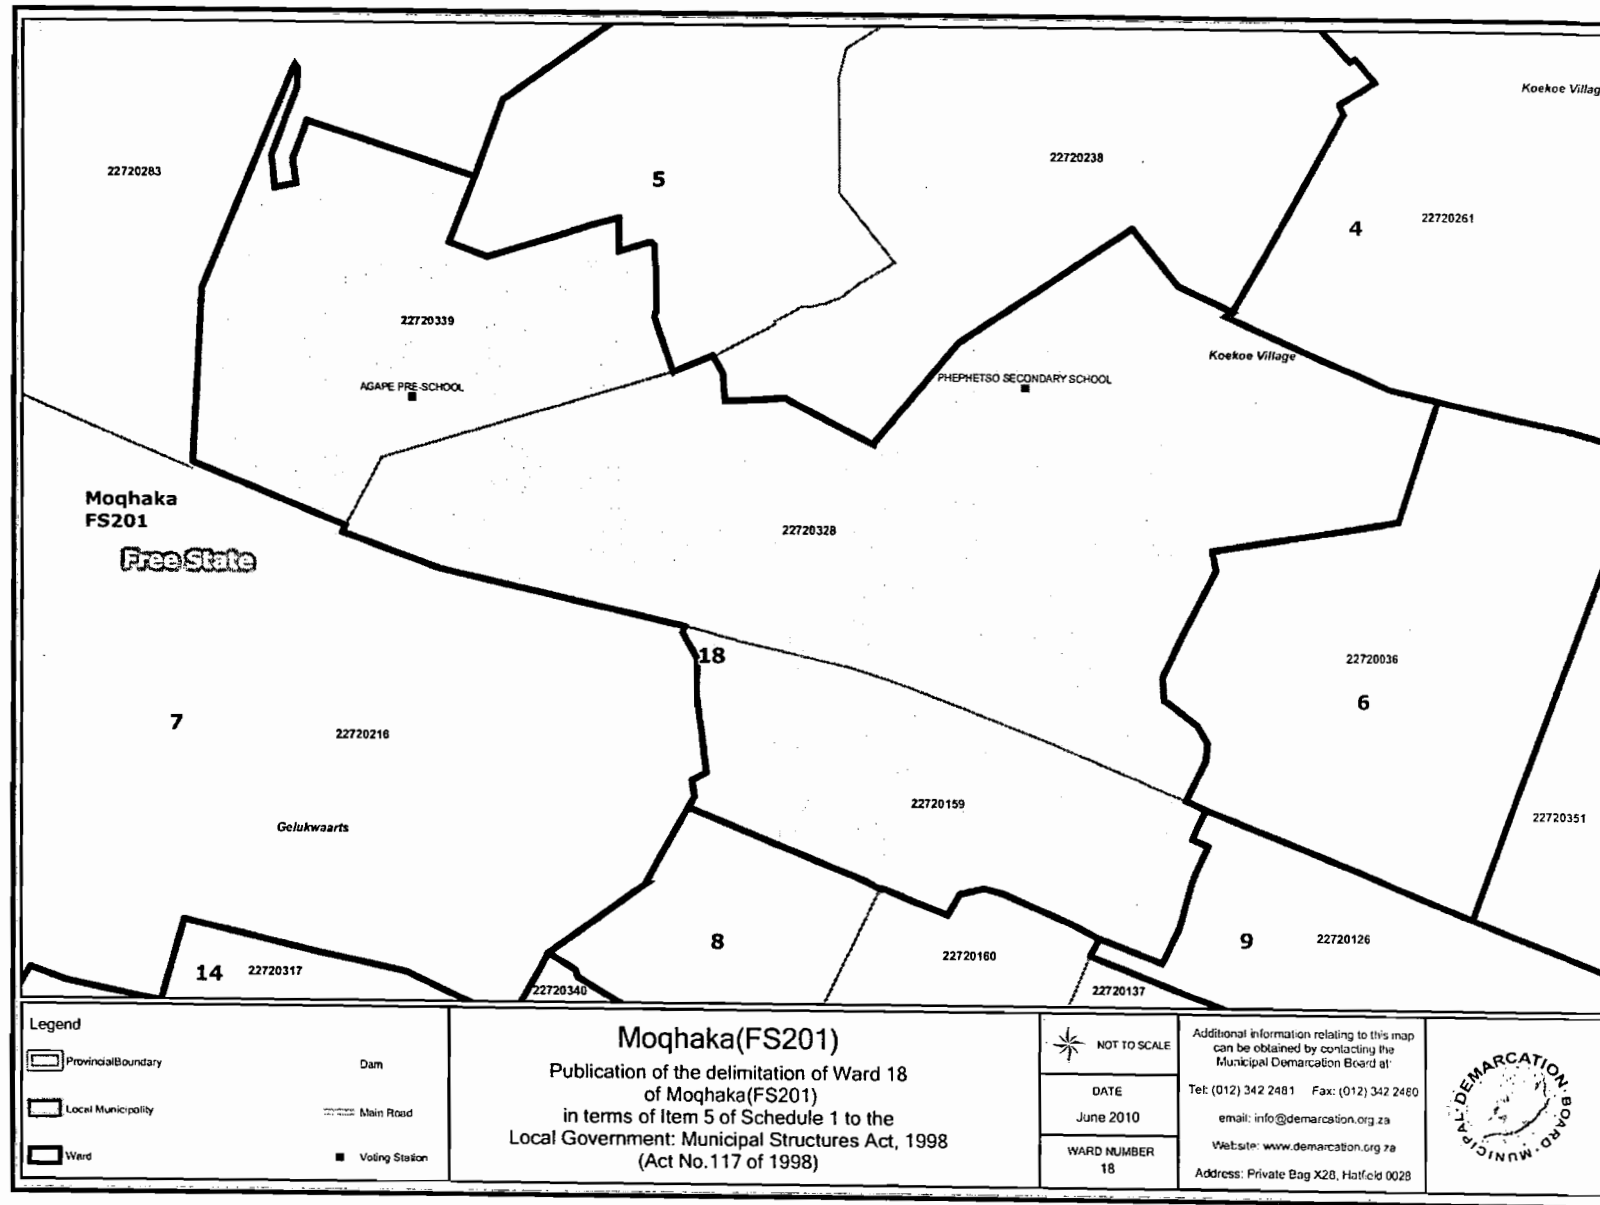 Koekoe Villag
22720283
5
22720238
4
22720261
22720339
Koekoe Village
AGAPE PRE-SCHOOL
PHEPHETSO SECONDARY SCHOOL
Moqhaka
FS201
Free State
22720328
18
22720036
6
7
22720216
22720159
22720351
Gelukwaarts
8
9
22720126
22720160
14
22720317
22720340
22720137
Legend
ProvincialBoundary
Dam
Local Municipality
Main Road
Ward
Voting Station
Moqhaka(FS201)
Publication of the delimitation of Ward 18
of Moqhaka(FS201)
in terms of Item 5 of Schedule 1 to the
Local Government: Municipal Structures Act, 1998
(Act No.117 of 1998)
NOT TO SCALE
DATE
June 2010
WARD NUMBER
18
Additional information relating to this map
can be obtained by contacting the
Municipal Demarcation Board at:
Tel: (012) 342 2481 Fax: (012) 342 2480
email: info@demarcation.org.za
Website: www.demarcation.org.za
Address: Private Bag X28, Hatfield 0028
MUNICIPAL DEMARCATION BOARD